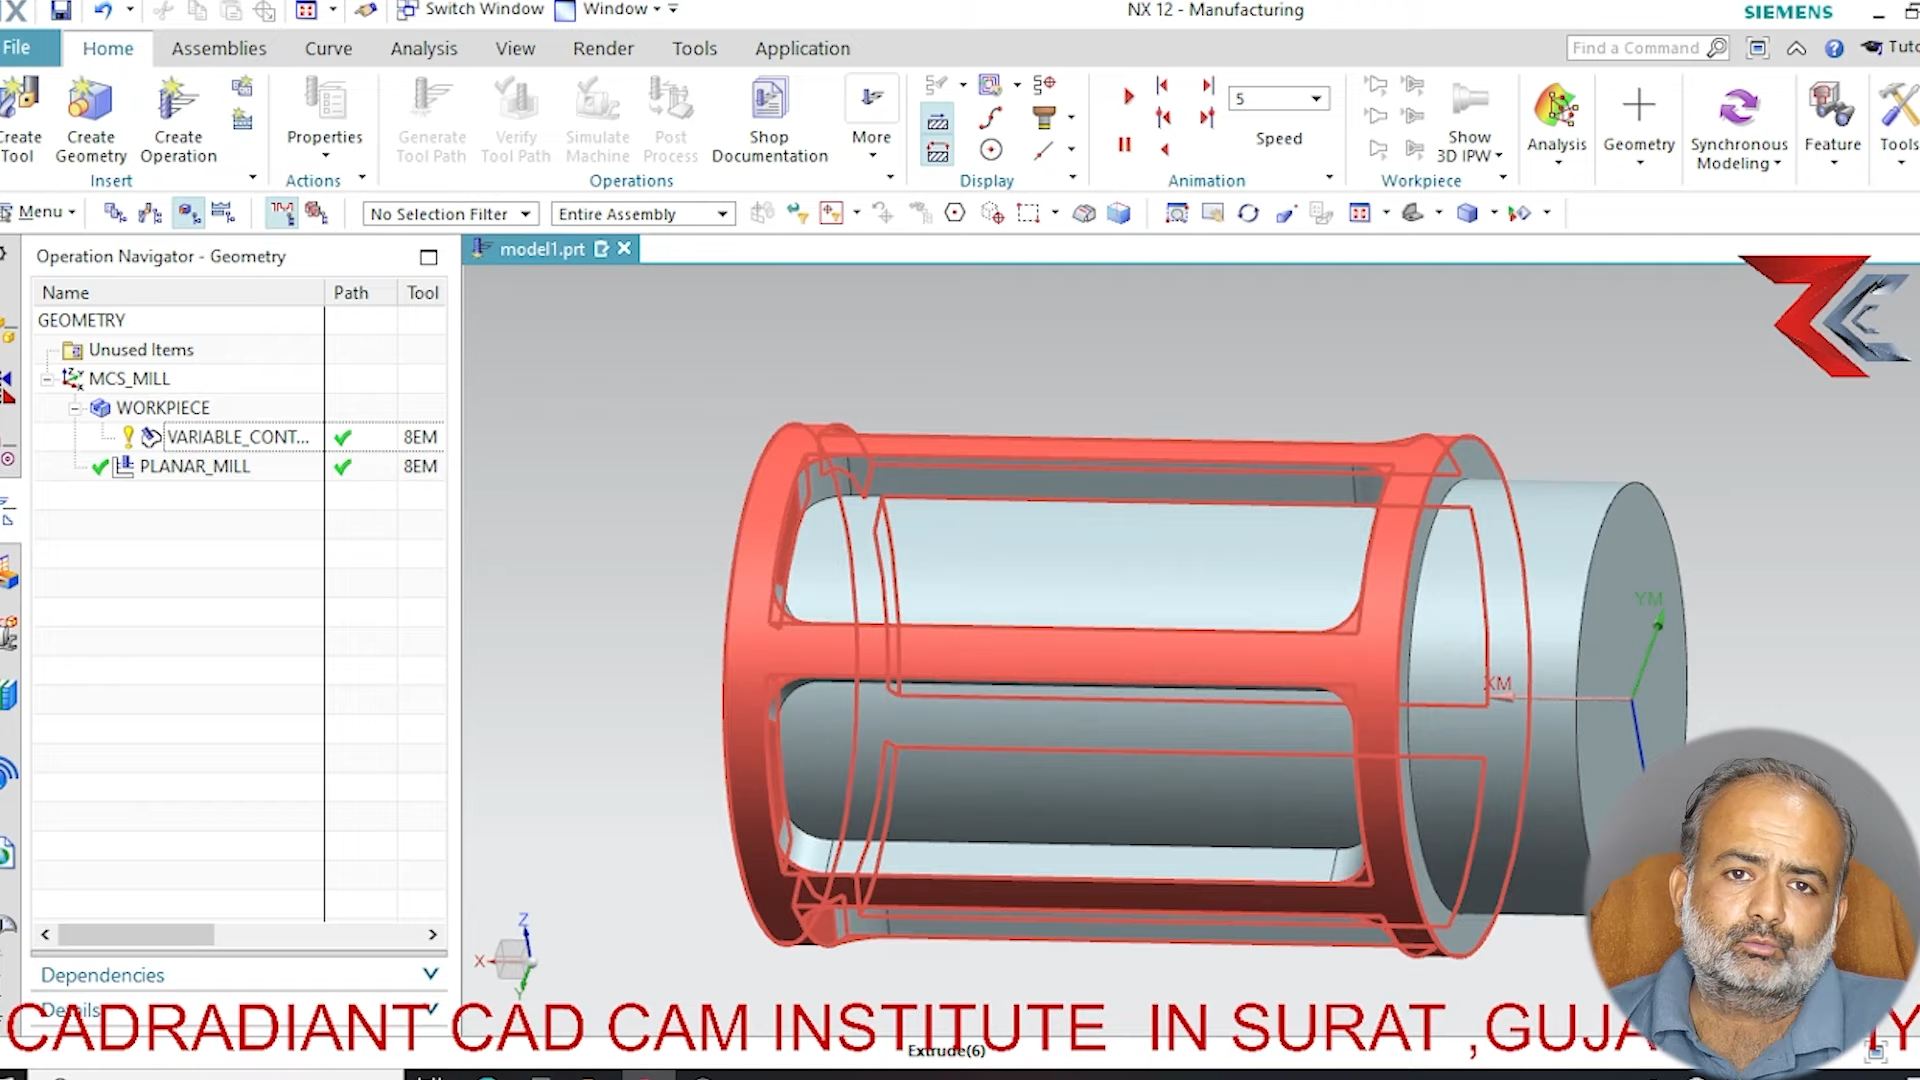 Switch Window Window NX 12 - Manufacturing SIEMENS
File Home Assemblies Curve Analysis View Render Tools Application Find a Command
Create Tool Create Geometry Create Operation Properties Generate Tool Path Verify Tool Path Simulate Machine Post Process Shop Documentation More 5 Speed Show 3D IPW Analysis Geometry Synchronous Modeling Feature Tools
Insert Actions Operations Display Animation Workpiece
Menu No Selection Filter Entire Assembly
Operation Navigator - Geometry model1.prt
Name Path Tool
GEOMETRY
Unused Items
MCS_MILL
WORKPIECE
VARIABLE_CONT... 8EM
PLANAR_MILL 8EM
YM
XM
Z
X
Y
Dependencies
Details
CADRADIANT CAD CAM INSTITUTE IN SURAT ,GUJA
Extrude(6)